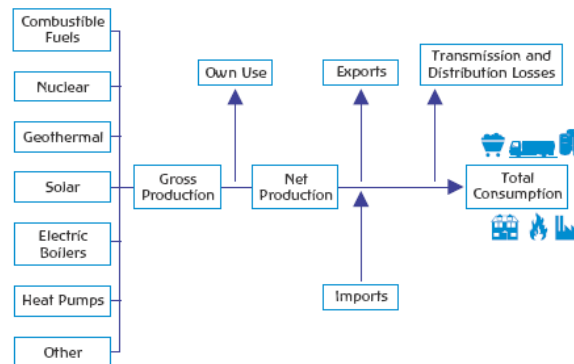 Combustible
Fuels
Nuclear
Geothermal
Solar
Electric
Boilers
Heat Pumps
Other
Gross
Production
Own Use
Net
Production
Exports
Imports
Transmission and
Distribution Losses
Total
Consumption